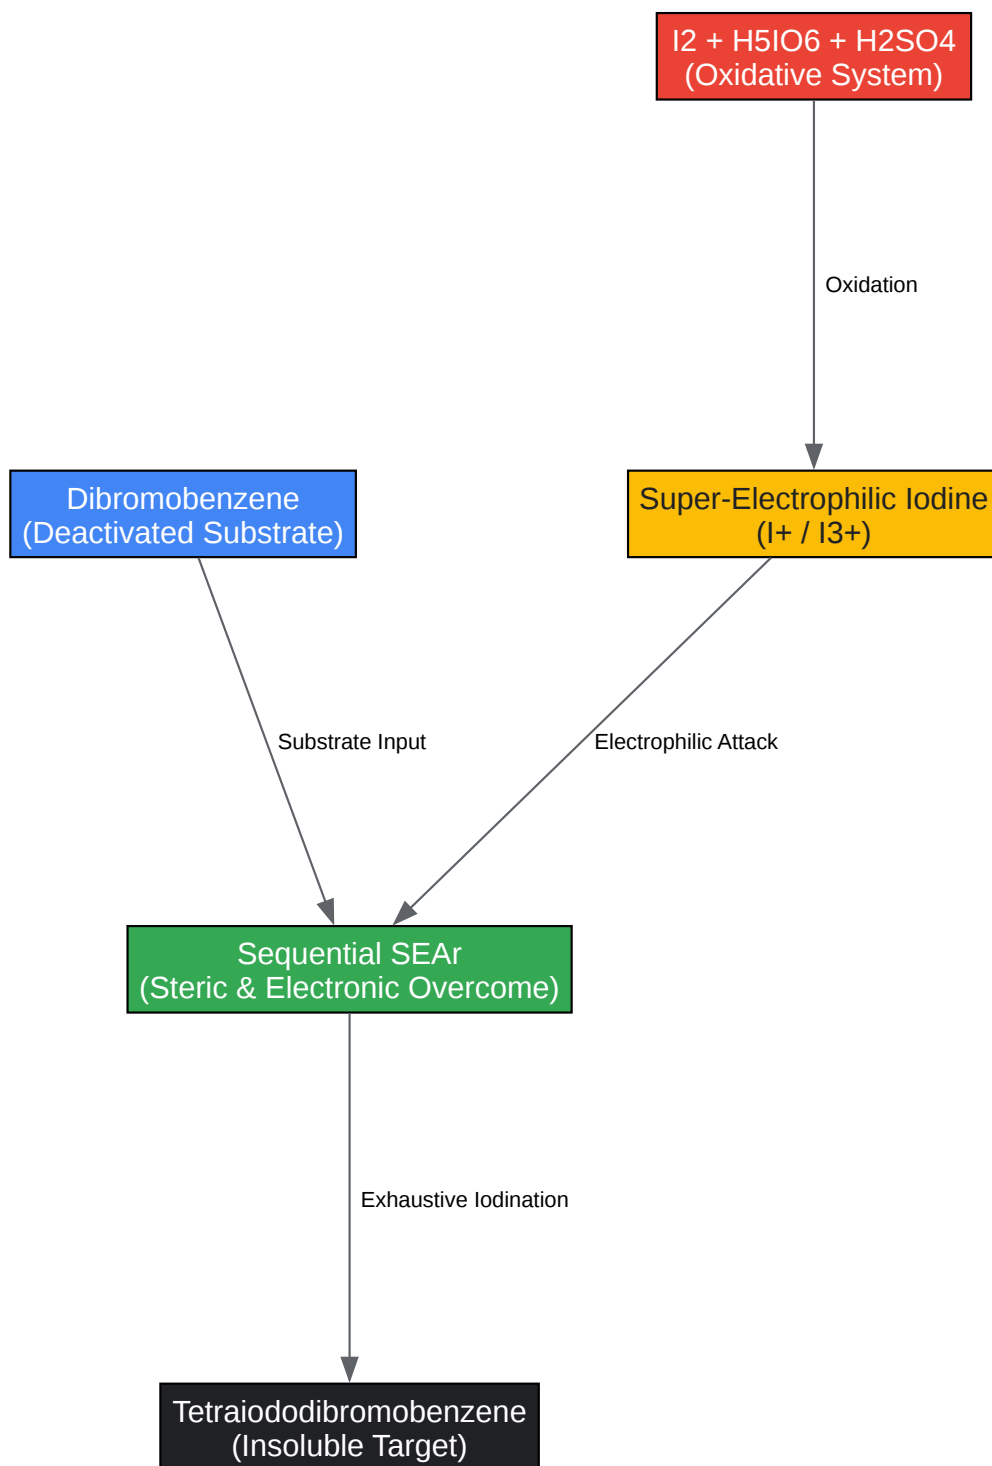 I2 + H5IO6 + H2SO4
(Oxidative System)
Oxidation
Dibromobenzene
(Deactivated Substrate)
Super-Electrophilic Iodine
(I+ / I3+)
Substrate Input
Electrophilic Attack
Sequential SEAr
(Steric & Electronic Overcome)
Exhaustive Iodination
Tetraiododibromobenzene
(Insoluble Target)